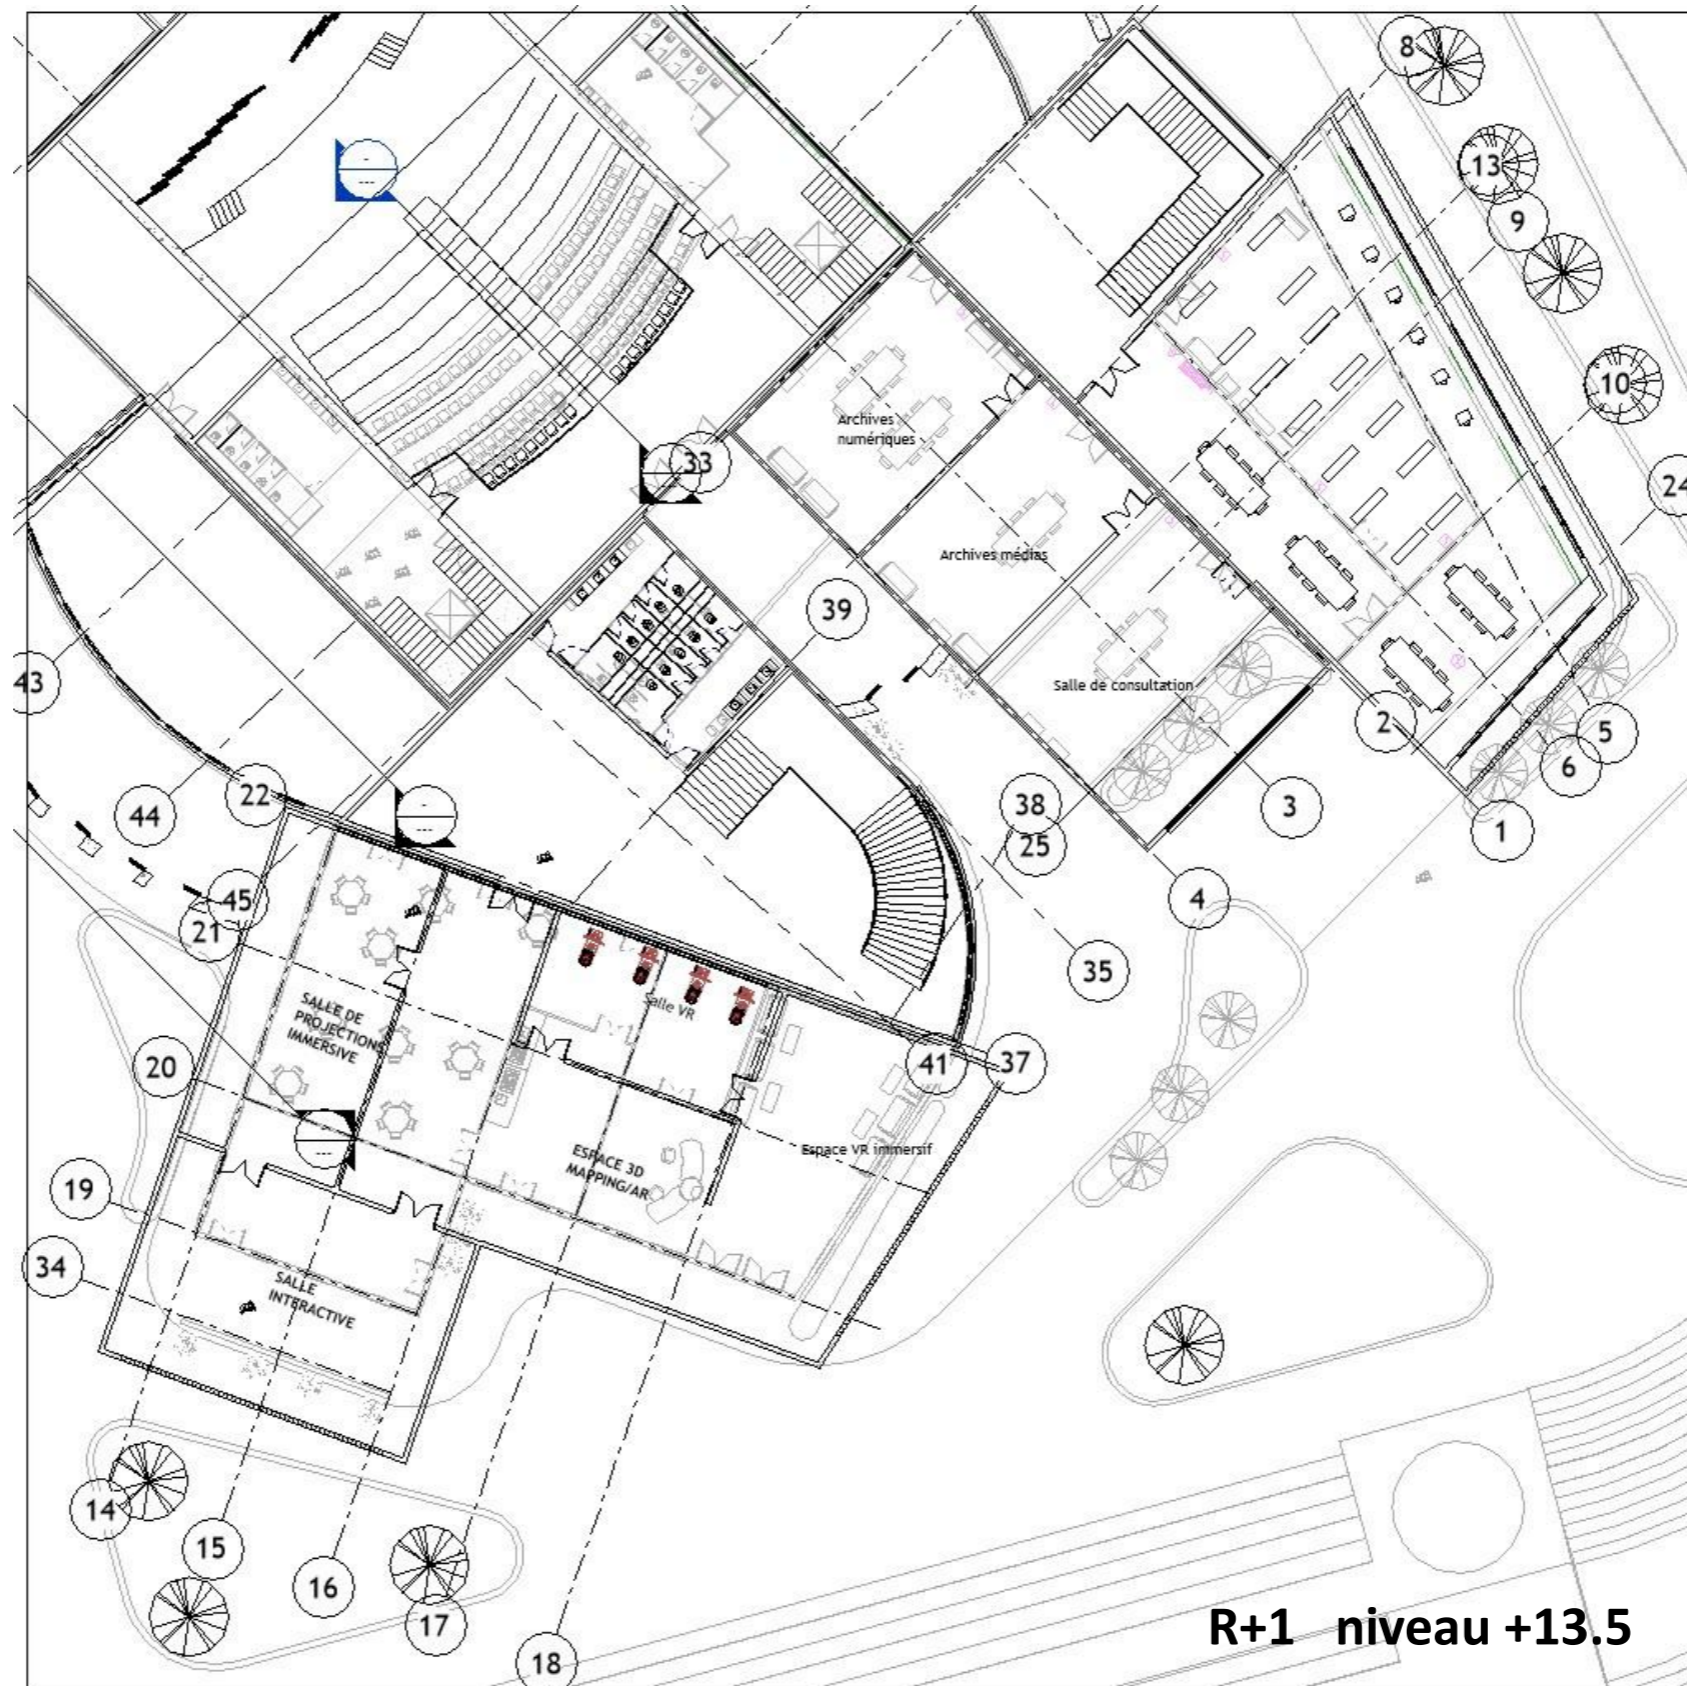 8
13
9
10
24
33
Archives
numériques
Archives médias
39
Salle de consultation
43
44
22
2
5
6
3
1
38
25
4
45
21
35
SALLE DE
PROJECTIONS
IMMERSIVE
Salle VR
20
41
37
ESPACE 3D
MAPPING/AR
Espace VR immersif
19
34
SALLE
INTERACTIVE
14
15
16
17
18
R+1 niveau +13.5